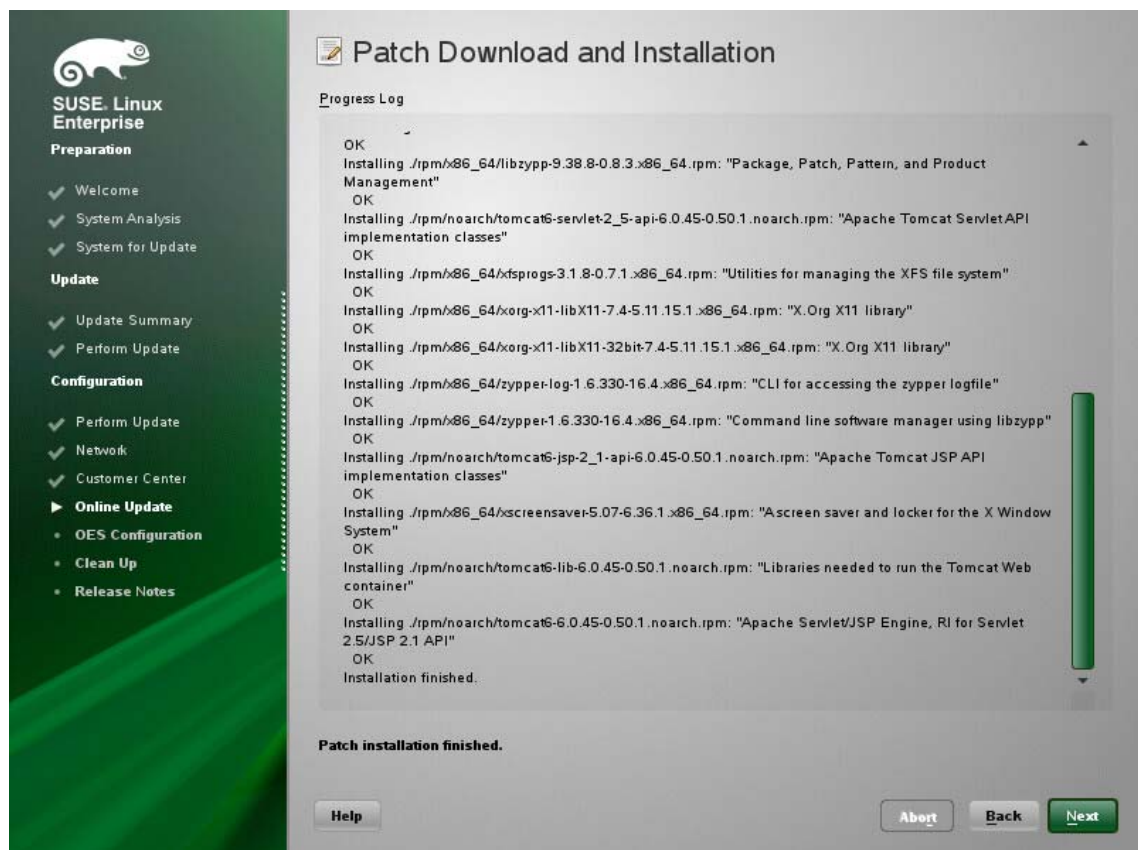 SUSE. Linux
Enterprise
Preparation
Welcome
System Analysis
System for Update
Update
Update Summary
Perform Update
Configuration
Perform Update
Network
Customer Center
Online Update
OES Configuration
Clean Up
Release Notes
Patch Download and Installation
Progress Log
OK
Installing ./rpm/x86_64/libzypp-9.38.8-0.8.3.x86_64.rpm: "Package, Patch, Pattern, and Product
Management"
OK
Installing ./rpm/noarch/tomcat6-servlet-2_5-api-6.0.45-0.50.1.noarch.rpm: "Apache Tomcat Servlet API
implementation classes"
OK
Installing ./rpm/x86_64/xfsprogs-3.1.8-0.7.1.x86_64.rpm: "Utilities for managing the XFS file system"
OK
Installing ./rpm/x86_64/xorg-x11-libX11-7.4-5.11.15.1.x86_64.rpm: "X.Org X11 library"
OK
Installing ./rpm/x86_64/xorg-x11-libX11-32bit-7.4-5.11.15.1.x86_64.rpm: "X.Org X11 library"
OK
Installing ./rpm/x86_64/zypper-log-1.6.330-16.4.x86_64.rpm: "CLI for accessing the zypper logfile"
OK
Installing ./rpm/x86_64/zypper-1.6.330-16.4.x86_64.rpm: "Command line software manager using libzypp"
OK
Installing ./rpm/noarch/tomcat6-jsp-2_1-api-6.0.45-0.50.1.noarch.rpm: "Apache Tomcat JSP API
implementation classes"
OK
Installing ./rpm/x86_64/xscreensaver-5.07-6.36.1.x86_64.rpm: "A screen saver and locker for the X Window
System"
OK
Installing ./rpm/noarch/tomcat6-lib-6.0.45-0.50.1.noarch.rpm: "Libraries needed to run the Tomcat Web
container"
OK
Installing ./rpm/noarch/tomcat6-6.0.45-0.50.1.noarch.rpm: "Apache Servlet/JSP Engine, RI for Servlet
2.5/JSP 2.1 API"
OK
Installation finished.
Patch installation finished.
Help
Abort
Back
Next